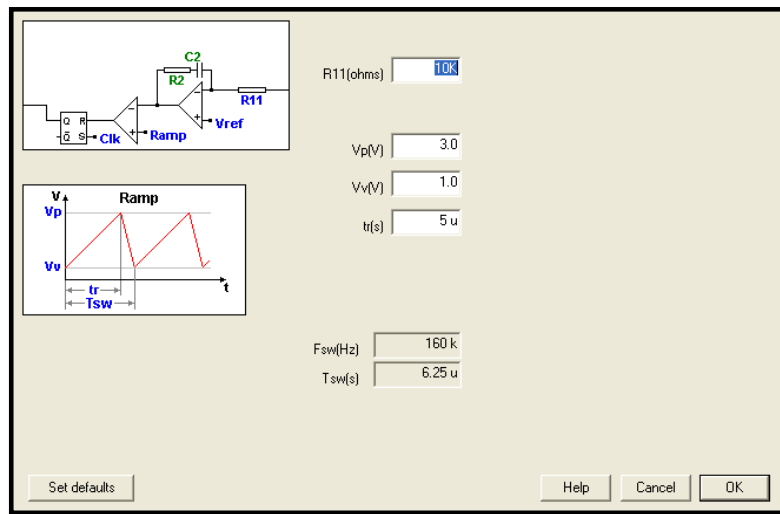 C2
R2
R11
Vref
Ramp
Clk
Q R
Q̅ S
R11(ohms) 10K
Vp(V) 3.0
Vv(V) 1.0
tr(s) 5 u
V Ramp
Vp
Vv
tr
Tsw
t
Fsw(Hz) 160 k
Tsw(s) 6.25 u
Set defaults Help Cancel OK